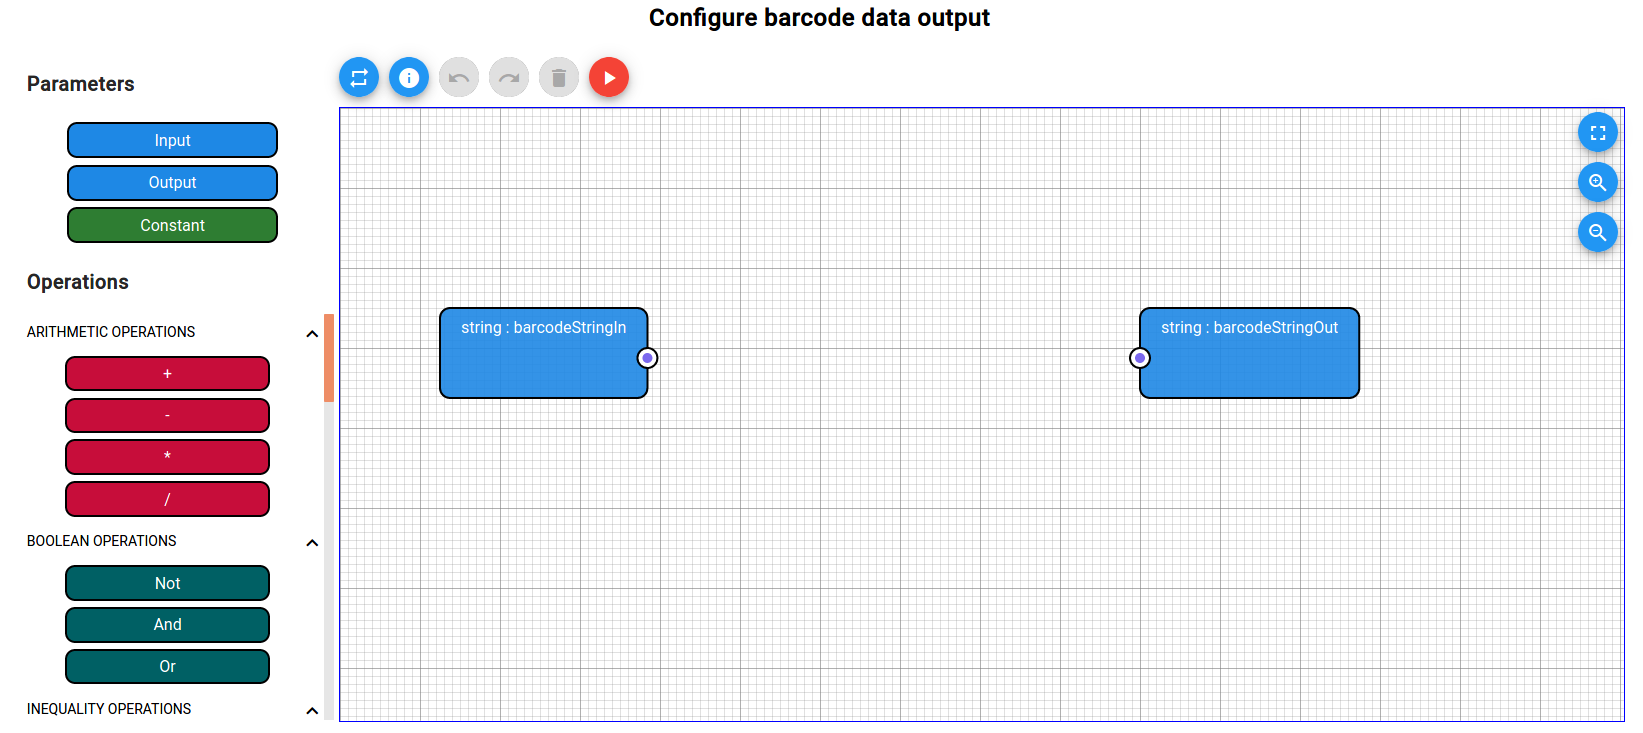 Configure barcode data output
Parameters
Input
Output
Constant
Operations
ARITHMETIC OPERATIONS
+
-
*
/
BOOLEAN OPERATIONS
Not
And
Or
INEQUALITY OPERATIONS
string : barcodeStringIn
string : barcodeStringOut